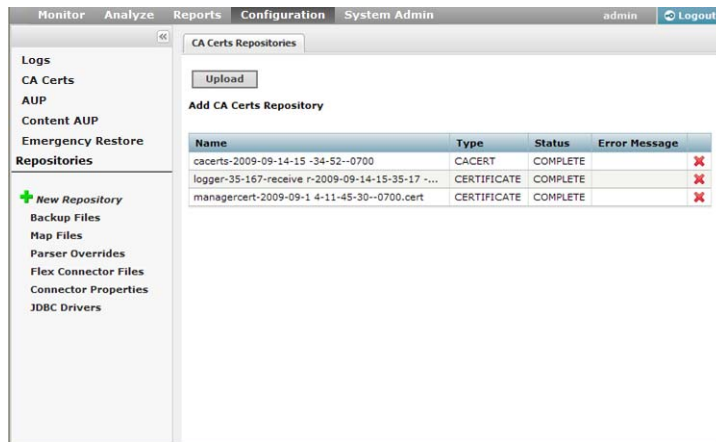 Monitor Analyze Reports Configuration System Admin admin Logout
CA Certs Repositories
Logs
CA Certs
AUP
Content AUP
Emergency Restore
Repositories
New Repository
Backup Files
Map Files
Parser Overrides
Flex Connector Files
Connector Properties
JDBC Drivers
Upload
Add CA Certs Repository
Name Type Status Error Message
cacerts-2009-09-14-15 -34-52--0700 CACERT COMPLETE
logger-35-167-receive r-2009-09-14-15-35-17 -... CERTIFICATE COMPLETE
managercert-2009-09-1 4-11-45-30--0700.cert CERTIFICATE COMPLETE